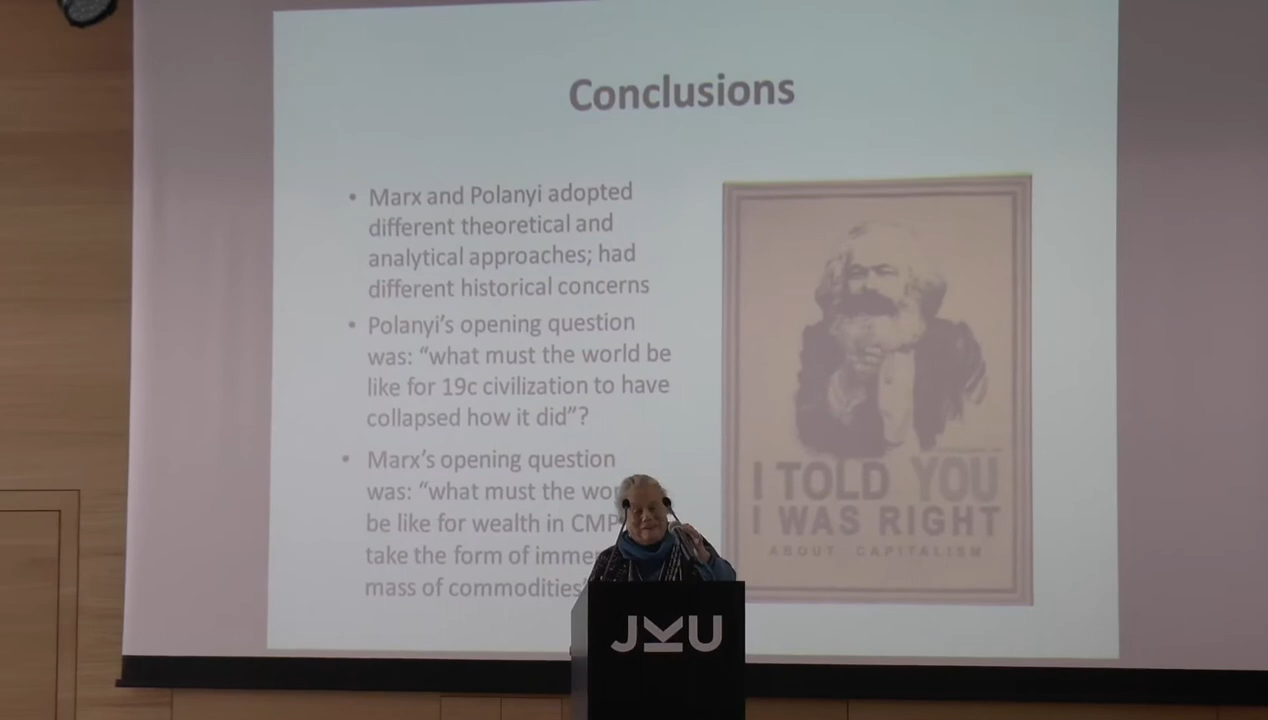 Conclusions
• Marx and Polanyi adopted
different theoretical and
analytical approaches; had
different historical concerns
• Polanyi's opening question
was: "what must the world be
like for 19c civilization to have
collapsed how it did"?
• Marx's opening question
was: "what must the
be like for wealth in CMP
take the form of
mass of commodities
I TOLD YOU
I WAS RIGHT
ABOUT CAPITALISM
JKU